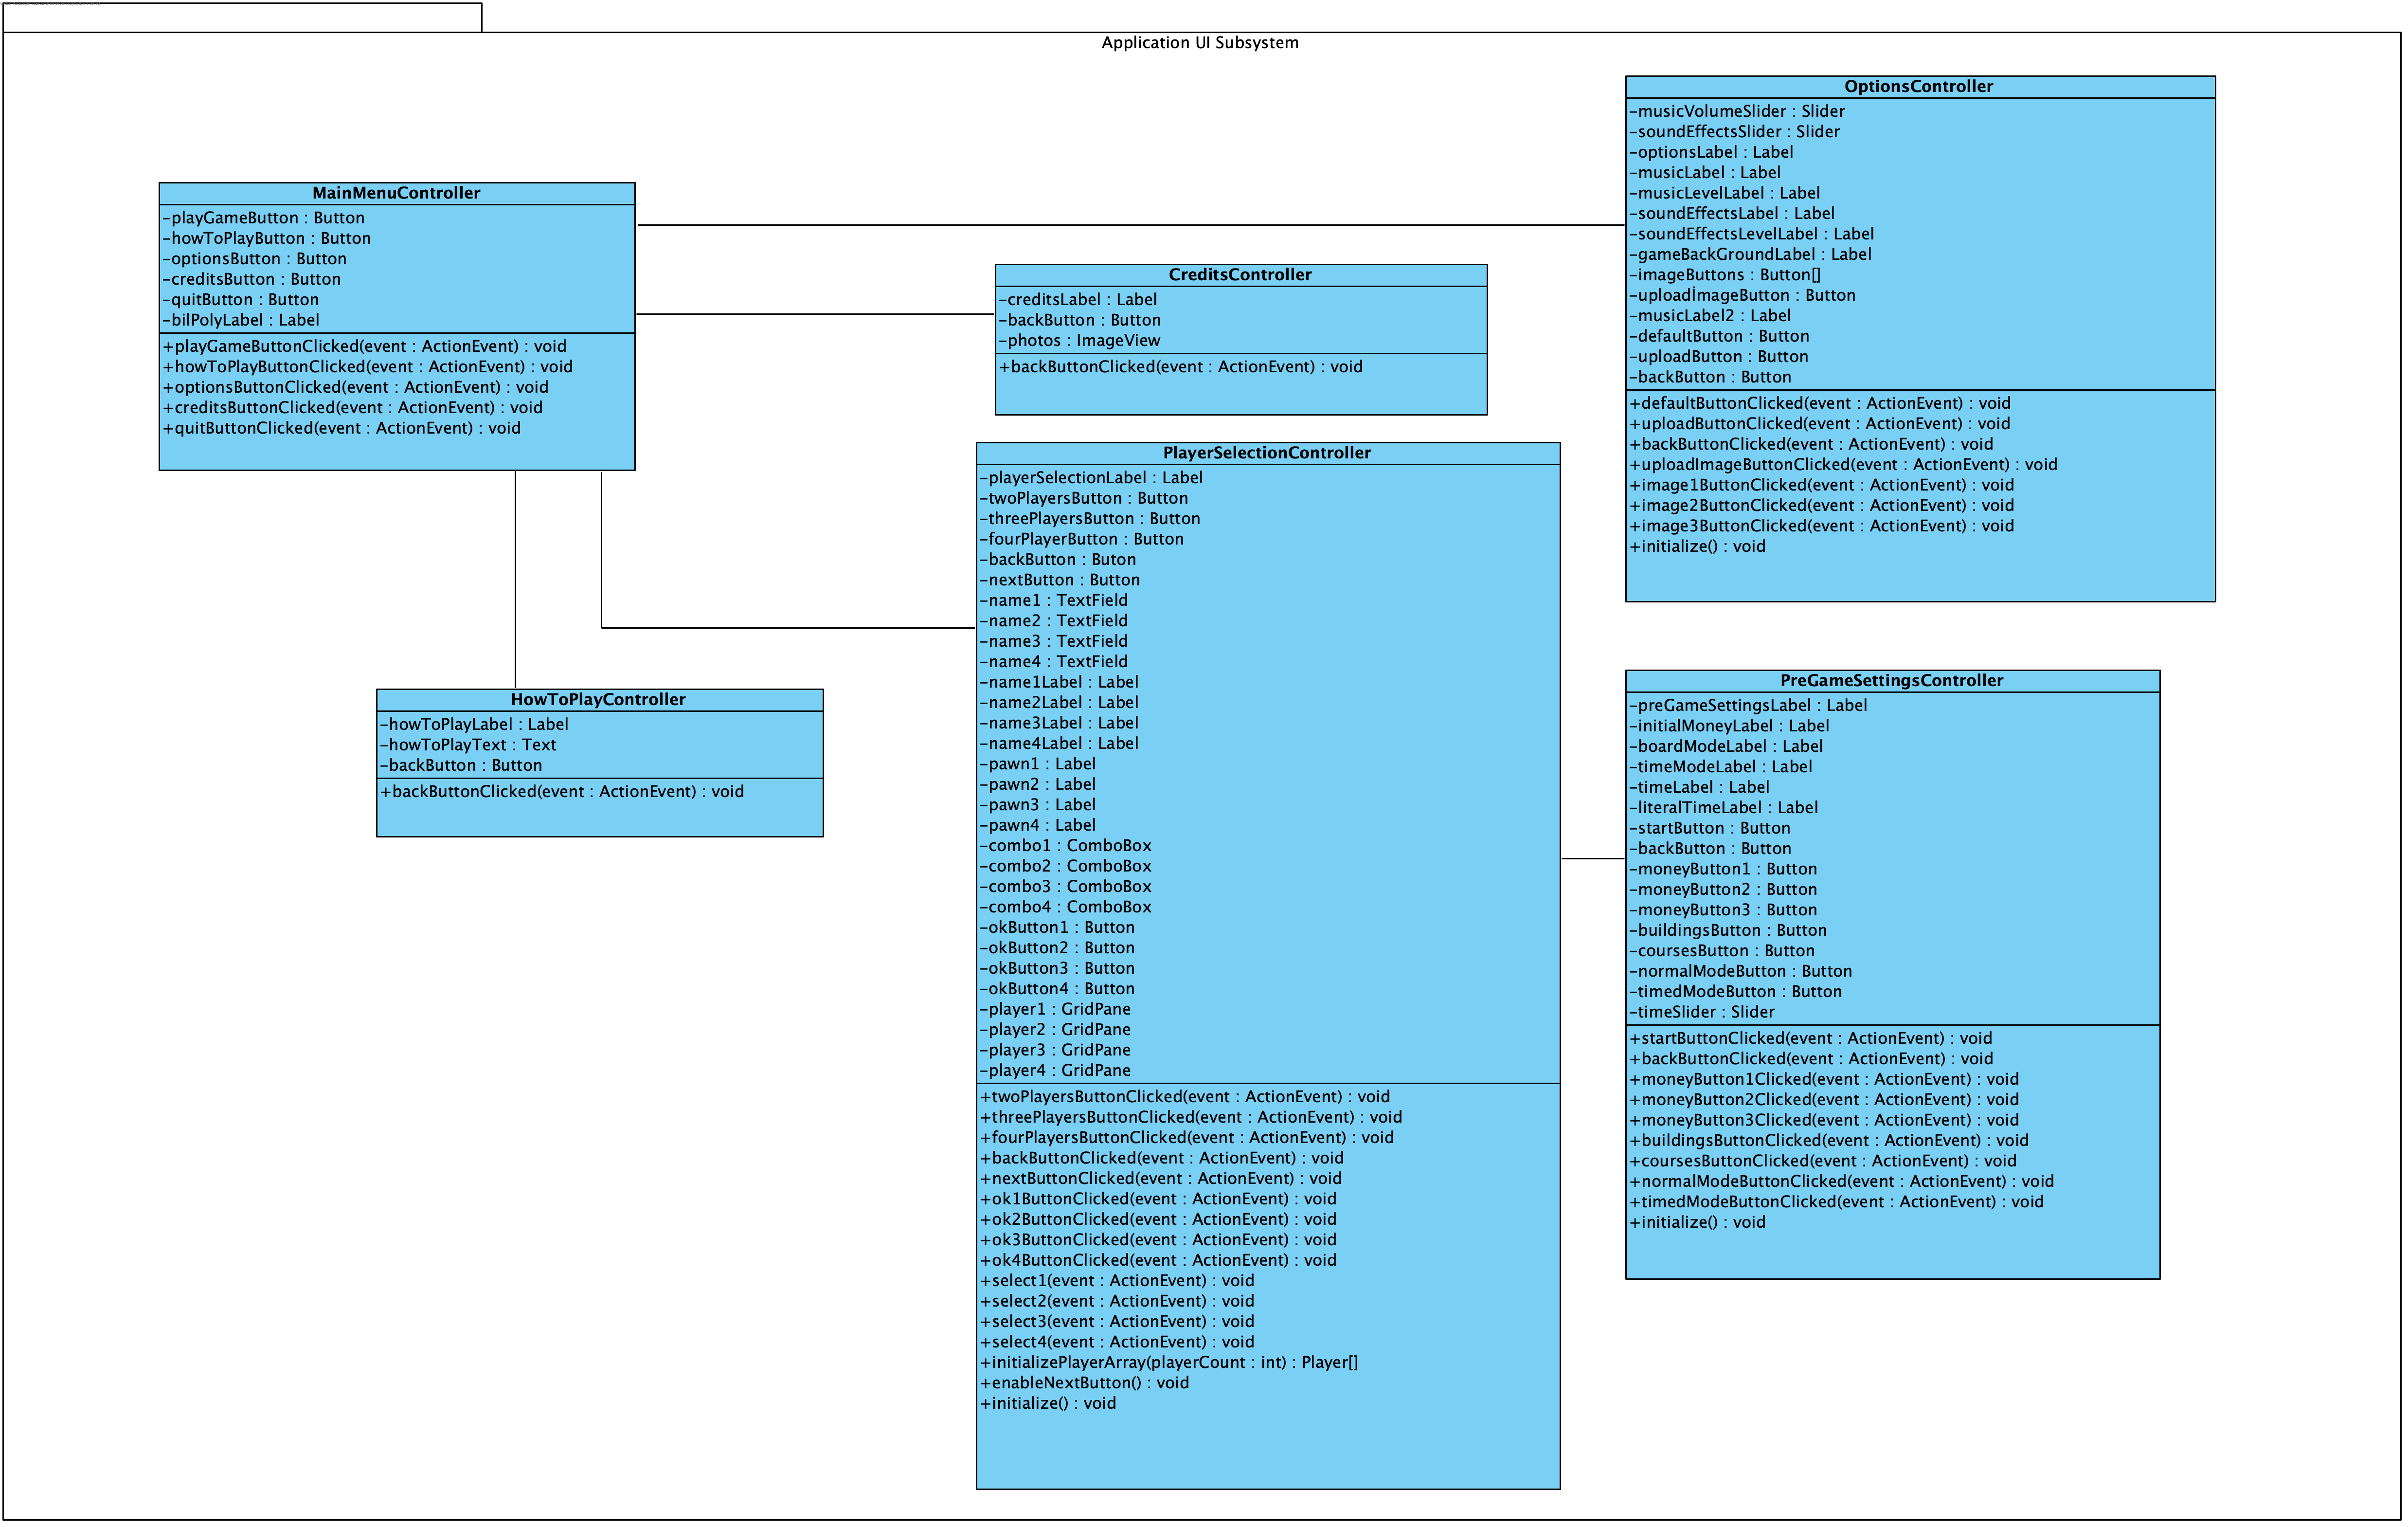 Application UI Subsystem
MainMenuController
-playGameButton : Button
-howToPlayButton : Button
-optionsButton : Button
-creditsButton : Button
-quitButton : Button
-bilPolyLabel : Label
+playGameButtonClicked(event : ActionEvent) : void
+howToPlayButtonClicked(event : ActionEvent) : void
+optionsButtonClicked(event : ActionEvent) : void
+creditsButtonClicked(event : ActionEvent) : void
+quitButtonClicked(event : ActionEvent) : void
OptionsController
-musicVolumeSlider : Slider
-soundEffectsSlider : Slider
-optionsLabel : Label
-musicLabel : Label
-musicLevelLabel : Label
-soundEffectsLabel : Label
-soundEffectsLevelLabel : Label
-gameBackGroundLabel : Label
-imageButtons : Button[]
-uploadİmageButton : Button
-musicLabel2 : Label
-defaultButton : Button
-uploadButton : Button
-backButton : Button
+defaultButtonClicked(event : ActionEvent) : void
+uploadButtonClicked(event : ActionEvent) : void
+backButtonClicked(event : ActionEvent) : void
+uploadImageButtonClicked(event : ActionEvent) : void
+image1ButtonClicked(event : ActionEvent) : void
+image2ButtonClicked(event : ActionEvent) : void
+image3ButtonClicked(event : ActionEvent) : void
+initialize() : void
CreditsController
-creditsLabel : Label
-backButton : Button
-photos : ImageView
+backButtonClicked(event : ActionEvent) : void
PlayerSelectionController
-playerSelectionLabel : Label
-twoPlayersButton : Button
-threePlayersButton : Button
-fourPlayerButton : Button
-backButton : Buton
-nextButton : Button
-name1 : TextField
-name2 : TextField
-name3 : TextField
-name4 : TextField
-name1Label : Label
-name2Label : Label
-name3Label : Label
-name4Label : Label
-pawn1 : Label
-pawn2 : Label
-pawn3 : Label
-pawn4 : Label
-combo1 : ComboBox
-combo2 : ComboBox
-combo3 : ComboBox
-combo4 : ComboBox
-okButton1 : Button
-okButton2 : Button
-okButton3 : Button
-okButton4 : Button
-player1 : GridPane
-player2 : GridPane
-player3 : GridPane
-player4 : GridPane
+twoPlayersButtonClicked(event : ActionEvent) : void
+threePlayersButtonClicked(event : ActionEvent) : void
+fourPlayersButtonClicked(event : ActionEvent) : void
+backButtonClicked(event : ActionEvent) : void
+nextButtonClicked(event : ActionEvent) : void
+ok1ButtonClicked(event : ActionEvent) : void
+ok2ButtonClicked(event : ActionEvent) : void
+ok3ButtonClicked(event : ActionEvent) : void
+ok4ButtonClicked(event : ActionEvent) : void
+select1(event : ActionEvent) : void
+select2(event : ActionEvent) : void
+select3(event : ActionEvent) : void
+select4(event : ActionEvent) : void
+initializePlayerArray(playerCount : int) : Player[]
+enableNextButton() : void
+initialize() : void
HowToPlayController
-howToPlayLabel : Label
-howToPlayText : Text
-backButton : Button
+backButtonClicked(event : ActionEvent) : void
PreGameSettingsController
-preGameSettingsLabel : Label
-initialMoneyLabel : Label
-boardModeLabel : Label
-timeModeLabel : Label
-timeLabel : Label
-literalTimeLabel : Label
-startButton : Button
-backButton : Button
-moneyButton1 : Button
-moneyButton2 : Button
-moneyButton3 : Button
-buildingsButton : Button
-coursesButton : Button
-normalModeButton : Button
-timedModeButton : Button
-timeSlider : Slider
+startButtonClicked(event : ActionEvent) : void
+backButtonClicked(event : ActionEvent) : void
+moneyButton1Clicked(event : ActionEvent) : void
+moneyButton2Clicked(event : ActionEvent) : void
+moneyButton3Clicked(event : ActionEvent) : void
+buildingsButtonClicked(event : ActionEvent) : void
+coursesButtonClicked(event : ActionEvent) : void
+normalModeButtonClicked(event : ActionEvent) : void
+timedModeButtonClicked(event : ActionEvent) : void
+initialize() : void